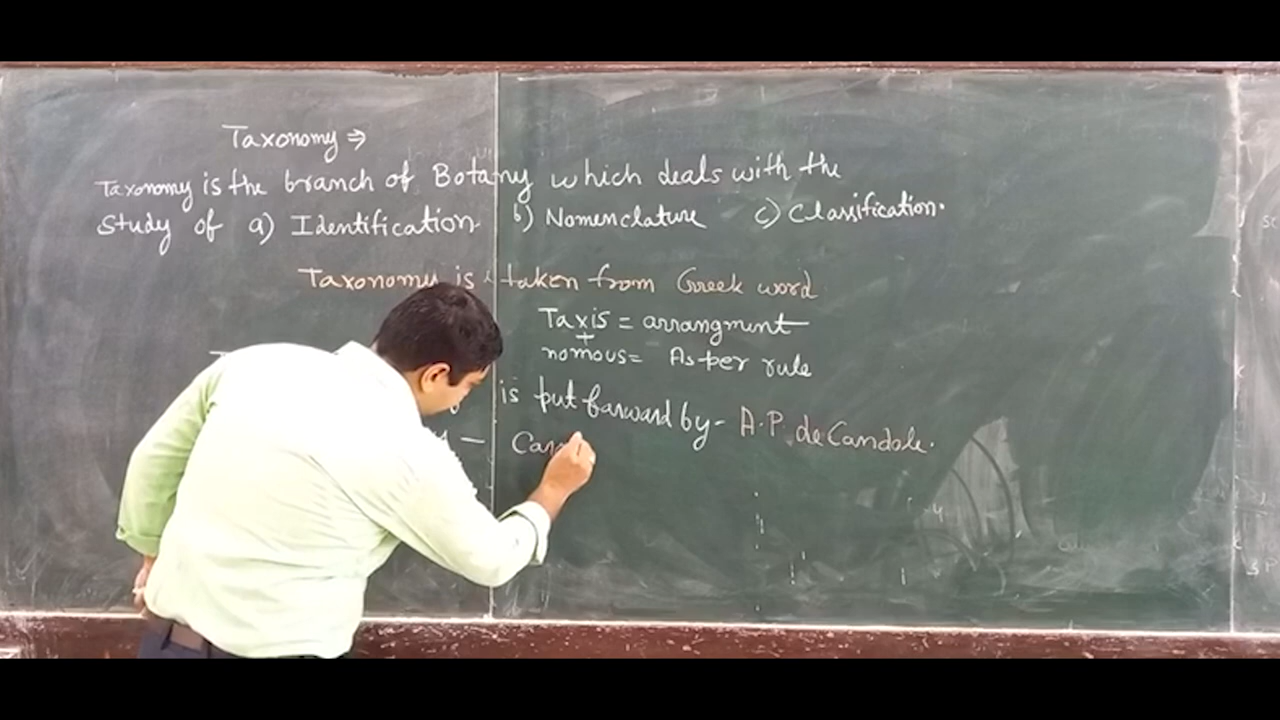 Taxonomy ⇒
Taxonomy is the branch of Botany which deals with the
Study of a) Identification b) Nomenclature c) Classification.
Taxonomy is taken from Greek word
Taxis = arrangment
+
nomous = As per rule
is put farward by - A.P. de Candole.
— Car